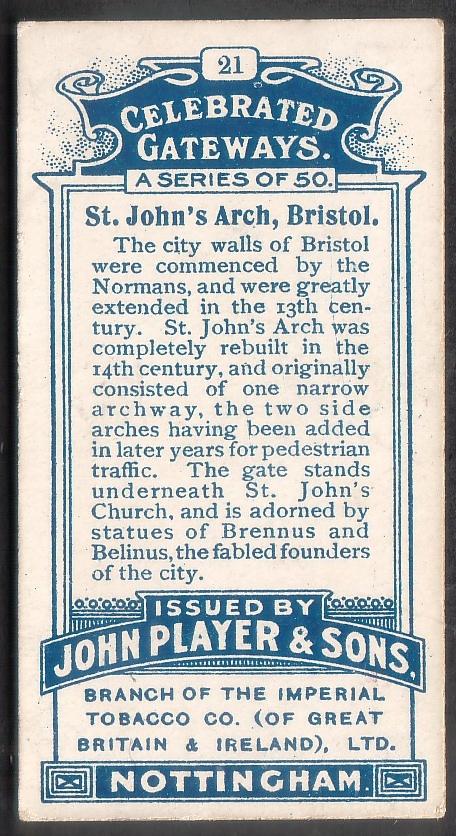 21
CELEBRATED
GATEWAYS.
A SERIES OF 50.
St. John's Arch, Bristol.
The city walls of Bristol
were commenced by the
Normans, and were greatly
extended in the 13th cen-
tury. St. John's Arch was
completely rebuilt in the
14th century, and originally
consisted of one narrow
archway, the two side
arches having been added
in later years for pedestrian
traffic. The gate stands
underneath St. John's
Church, and is adorned by
statues of Brennus and
Belinus, the fabled founders
of the city.
ISSUED BY
JOHN PLAYER & SONS.
BRANCH OF THE IMPERIAL
TOBACCO CO. (OF GREAT
BRITAIN & IRELAND), LTD.
NOTTINGHAM.